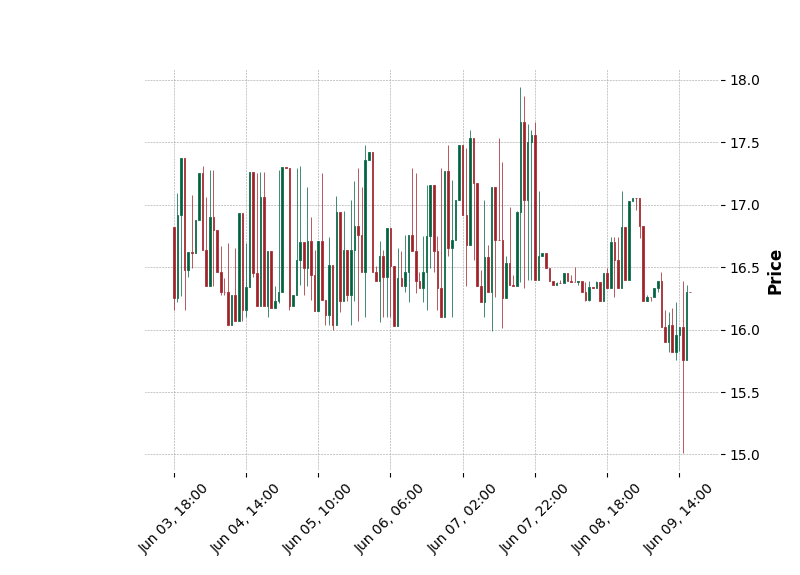 18.0
17.5
17.0
16.5
16.0
15.5
15.0
Price
Jun 03, 18:00
Jun 04, 14:00
Jun 05, 10:00
Jun 06, 06:00
Jun 07, 02:00
Jun 07, 22:00
Jun 08, 18:00
Jun 09, 14:00